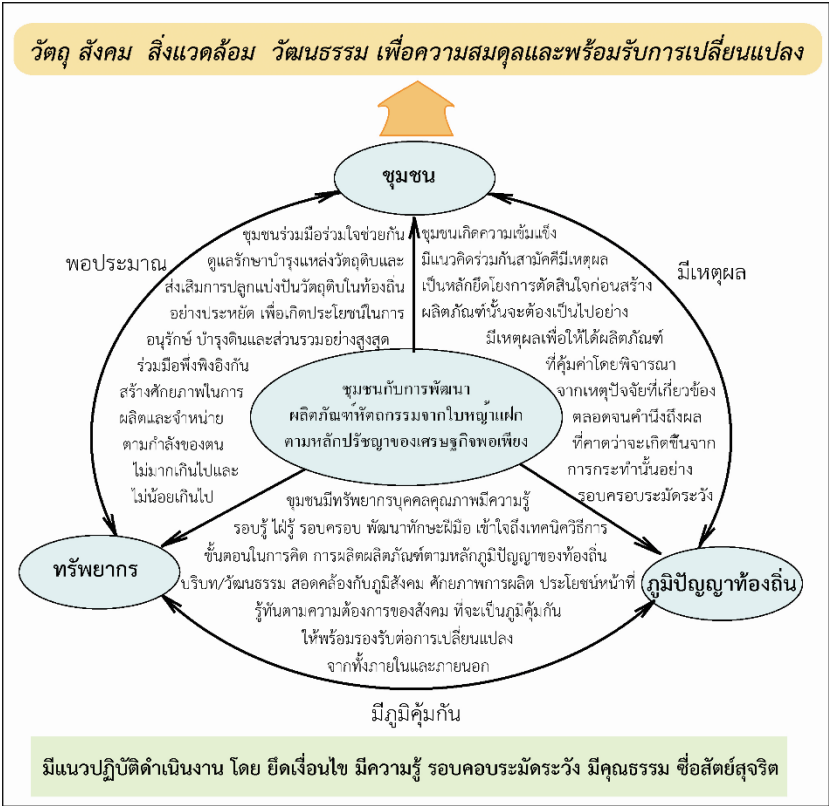 วัตถุ สังคม สิ่งแวดล้อม วัฒนธรรม เพื่อความสมดุลและพร้อมรับการเปลี่ยนแปลง
ชุมชน
พอประมาณ
ชุมชนร่วมมือร่วมใจช่วยกัน
ดูแลรักษาบำรุงแหล่งวัตถุดิบและ
ส่งเสิมการปลูกแบ่งปันวัตถุดิบในท้องถิ่น
อย่างประหยัด เพื่อเกิตประโยชน์ในการ
อนุรักษ์ บำรุงดินและส่วนรวมอย่างสูงสุด
ร่วมมือพึ่งพิงอิงกัน
สร้างศักยภาพในการ
ผลิตและจำหน่าย
ตามกำลังของตน
ไม่มากเกินไปและ
ไม่น้อยเกินไป
มีเหตุผล
ชุมขนเกิดความเข้มแข็ง
มีแนวคิดร่วมกันสามัคคีมีเหตุผล
เป็นหลักยึดโยงการตัดสินใจก่อนสร้าง
ผลิตภัณฑ์นั้นจะต้องเป็นไปอย่าง
มีเหตุผลเพื่อให้ได้ผลิตภัณฑ์
ที่คุ้มค่าโดยพิจารณา
จากเหตุปัจจัยที่เกี่ยวข้อง
ตลอดจนคำนึงถึงผล
ที่คาดว่าจะเกิดขึ้นจาก
การกระทำนั้นอย่าง
รอบครอบระมัดระวัง
ชุมชนกับการพัฒนา
ผลิตภัณฑ์หัตถกรรมจากใบหญ้าแฝก
ตามหลักปรัชญาของเศรษฐกิจพอเพียง
ทรัพยากร
ภูมิปัญญาท้องถิ่น
ชุมชนมีทรัพยากรบุคคลคุณภาพมีความรู้
รอบรู้ ไฝ่รู้ รอบครอบ พัฒนาทักษะฝีมือ เข้าใจถึงเทคนิควิธีการ
ขั้นตอนในการคิด การผลิตผลิตภัณฑ์ตามหลักภูมิปัญญาของท้องถิ่น
บริบท/วัฒนธรรม สอดคล้องกับภูมิสังคม ศักยภาพการผลิต ประโยชน์หน้าที่
รู้ทันตามความต้องการของสังคม ที่จะเป็นภูมิคุ้มกัน
ให้พร้อมรองรับต่อการเปลี่ยนแปลง
จากทั้งภายในและภายนอก
มีภูมิคุ้มกัน
มีแนวปฏิบัติดำเนินงาน โดย ยึดเงื่อนไข มีความรู้ รอบคอบระมัดระวัง มีคุณธรรม ซื่อสัตย์สุจริต